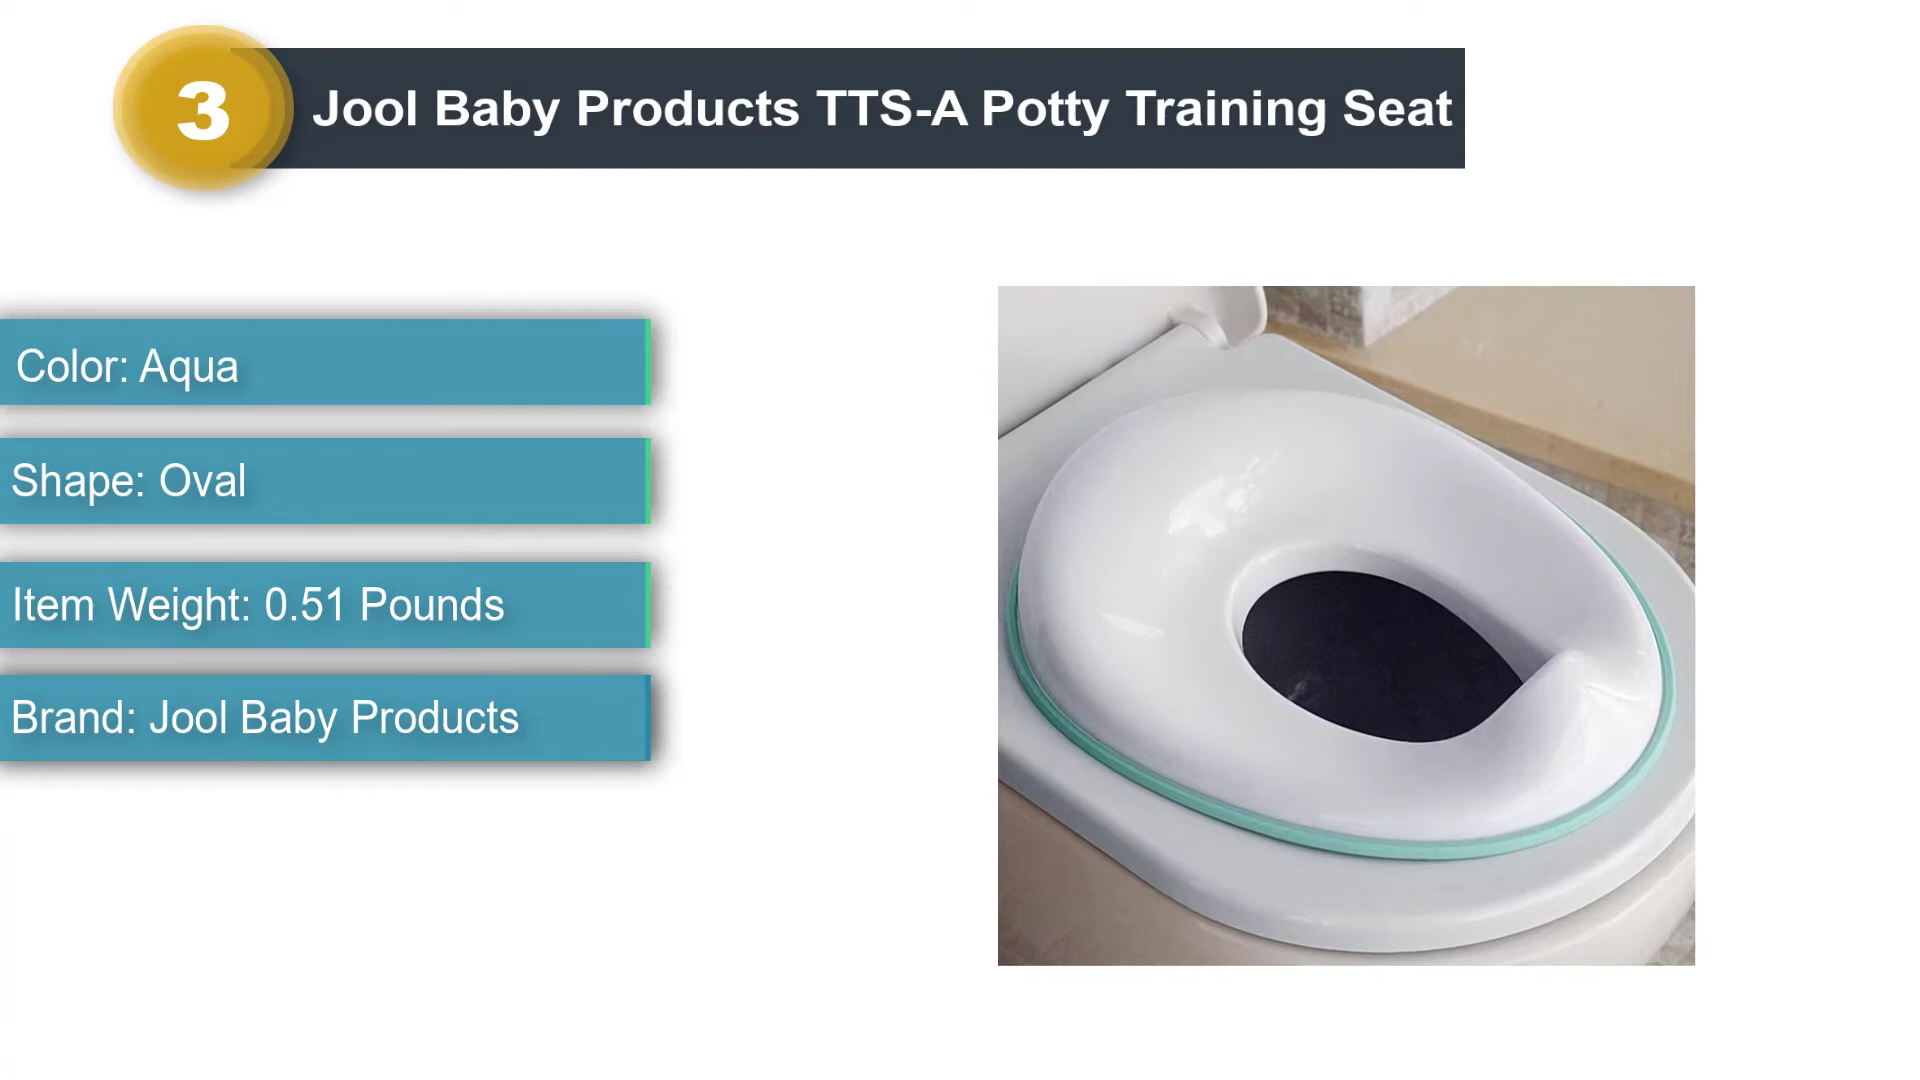 3
Jool Baby Products TTS-A Potty Training Seat
Color: Aqua
Shape: Oval
Item Weight: 0.51 Pounds
Brand: Jool Baby Products